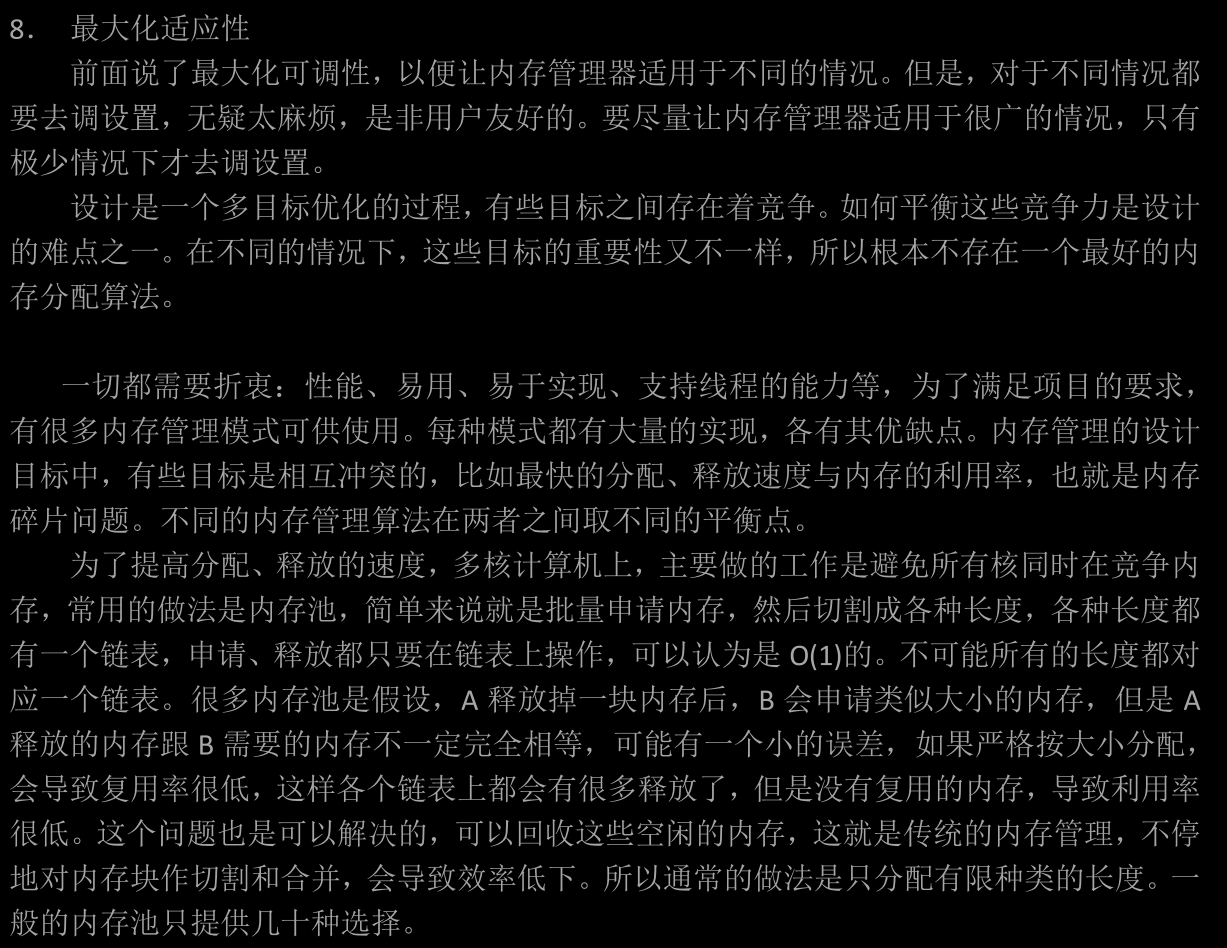 8. 最大化适应性
前面说了最大化可调性，以便让内存管理器适用于不同的情况。但是，对于不同情况都
要去调设置，无疑太麻烦，是非用户友好的。要尽量让内存管理器适用于很广的情况，只有
极少情况下才去调设置。
设计是一个多目标优化的过程，有些目标之间存在着竞争。如何平衡这些竞争力是设计
的难点之一。在不同的情况下，这些目标的重要性又不一样，所以根本不存在一个最好的内
存分配算法。
一切都需要折衷：性能、易用、易于实现、支持线程的能力等，为了满足项目的要求，
有很多内存管理模式可供使用。每种模式都有大量的实现，各有其优缺点。内存管理的设计
目标中，有些目标是相互冲突的，比如最快的分配、释放速度与内存的利用率，也就是内存
碎片问题。不同的内存管理算法在两者之间取不同的平衡点。
为了提高分配、释放的速度，多核计算机上，主要做的工作是避免所有核同时在竞争内
存，常用的做法是内存池，简单来说就是批量申请内存，然后切割成各种长度，各种长度都
有一个链表，申请、释放都只要在链表上操作，可以认为是 O(1)的。不可能所有的长度都对
应一个链表。很多内存池是假设，A 释放掉一块内存后，B 会申请类似大小的内存，但是 A
释放的内存跟 B 需要的内存不一定完全相等，可能有一个小的误差，如果严格按大小分配，
会导致复用率很低，这样各个链表上都会有很多释放了，但是没有复用的内存，导致利用率
很低。这个问题也是可以解决的，可以回收这些空闲的内存，这就是传统的内存管理，不停
地对内存块作切割和合并，会导致效率低下。所以通常的做法是只分配有限种类的长度。一
般的内存池只提供几十种选择。